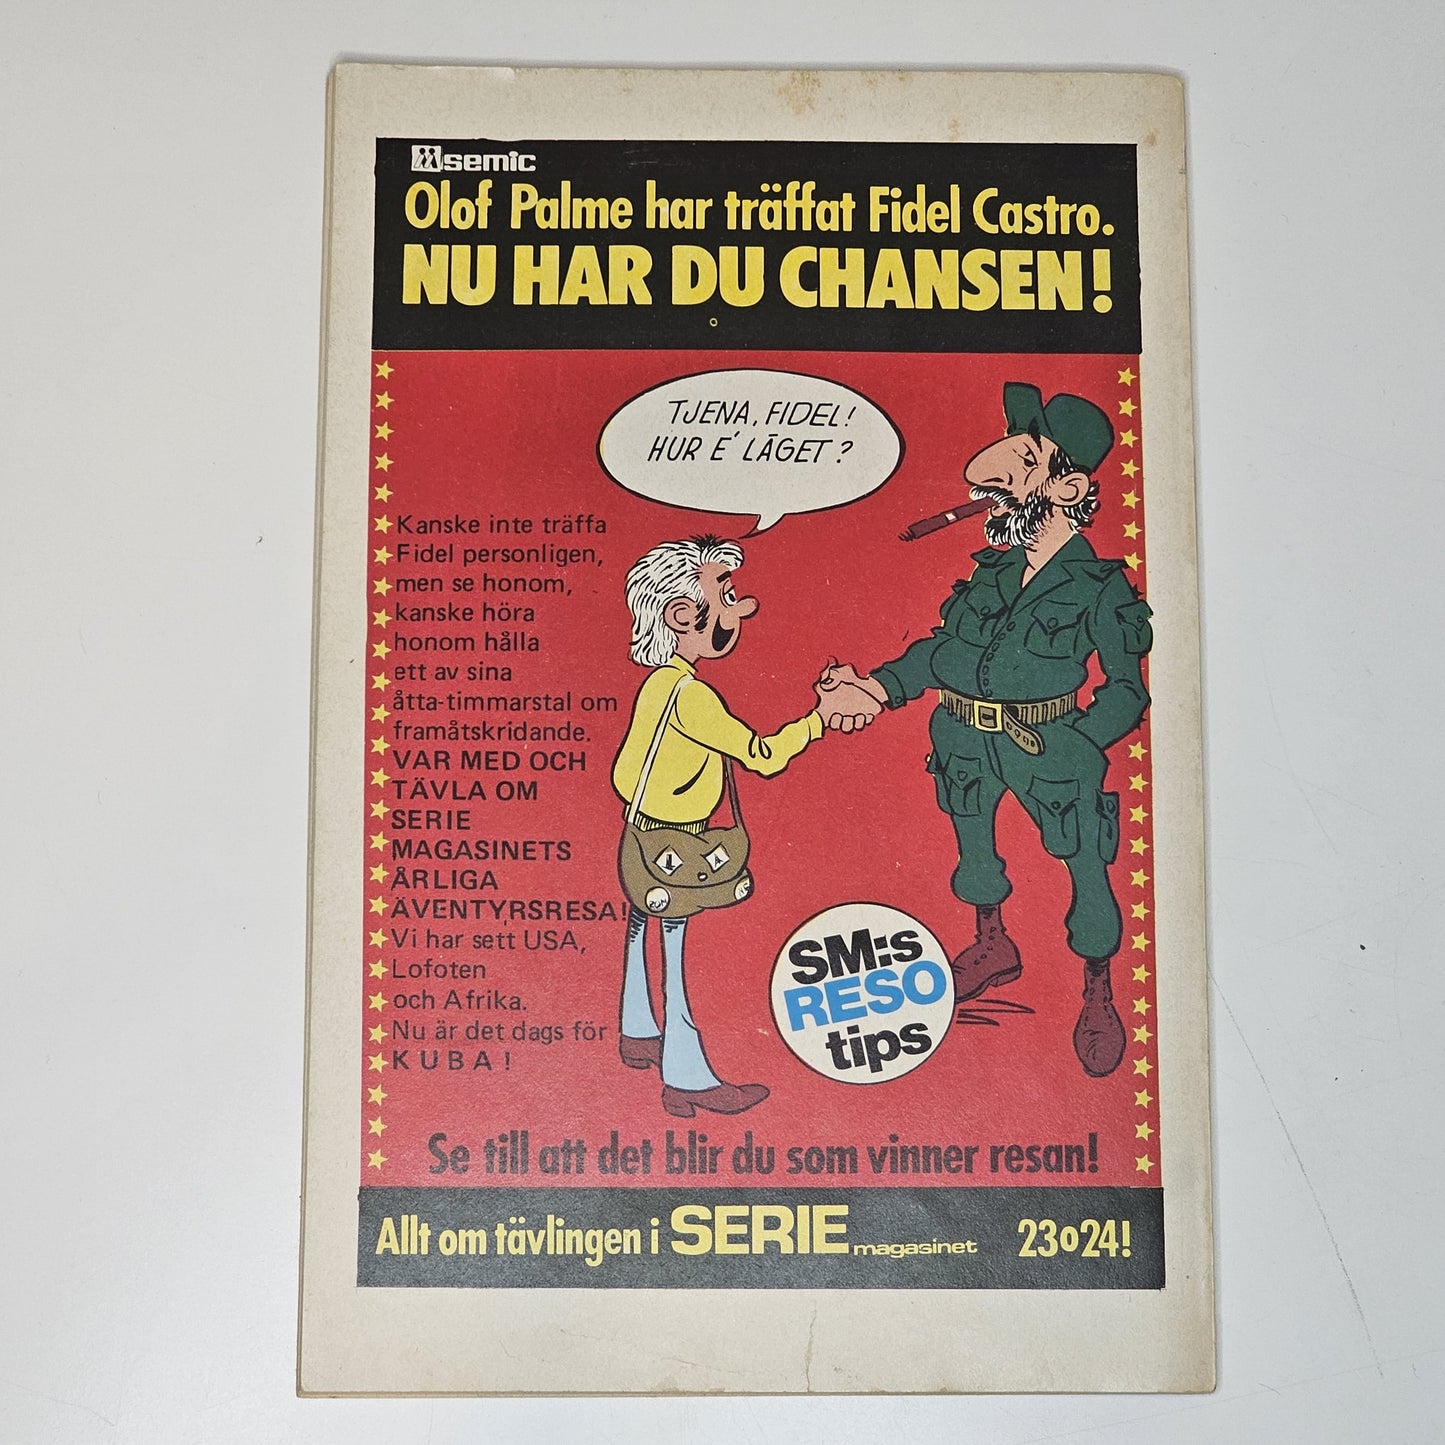 semic
Olof Palme har träffat Fidel Castro.
NU HAR DU CHANSEN!
TJENA, FIDEL!
HUR E' LÄGET?
Kanske inte träffa
Fidel personligen,
men se honom,
kanske höra
honom hålla
ett av sina
åtta-timmarstal om
framåtskridande.
VAR MED OCH
TÄVLA OM
SERIE
MAGASINETS
ÅRLIGA
ÄVENTYRSRESA!
Vi har sett USA,
Lofoten
och Afrika.
Nu är det dags för
KUBA!
SM:s
RESO
tips
Se till att det blir du som vinner resan!
Allt om tävlingen i SERIE magasinet 23o24!